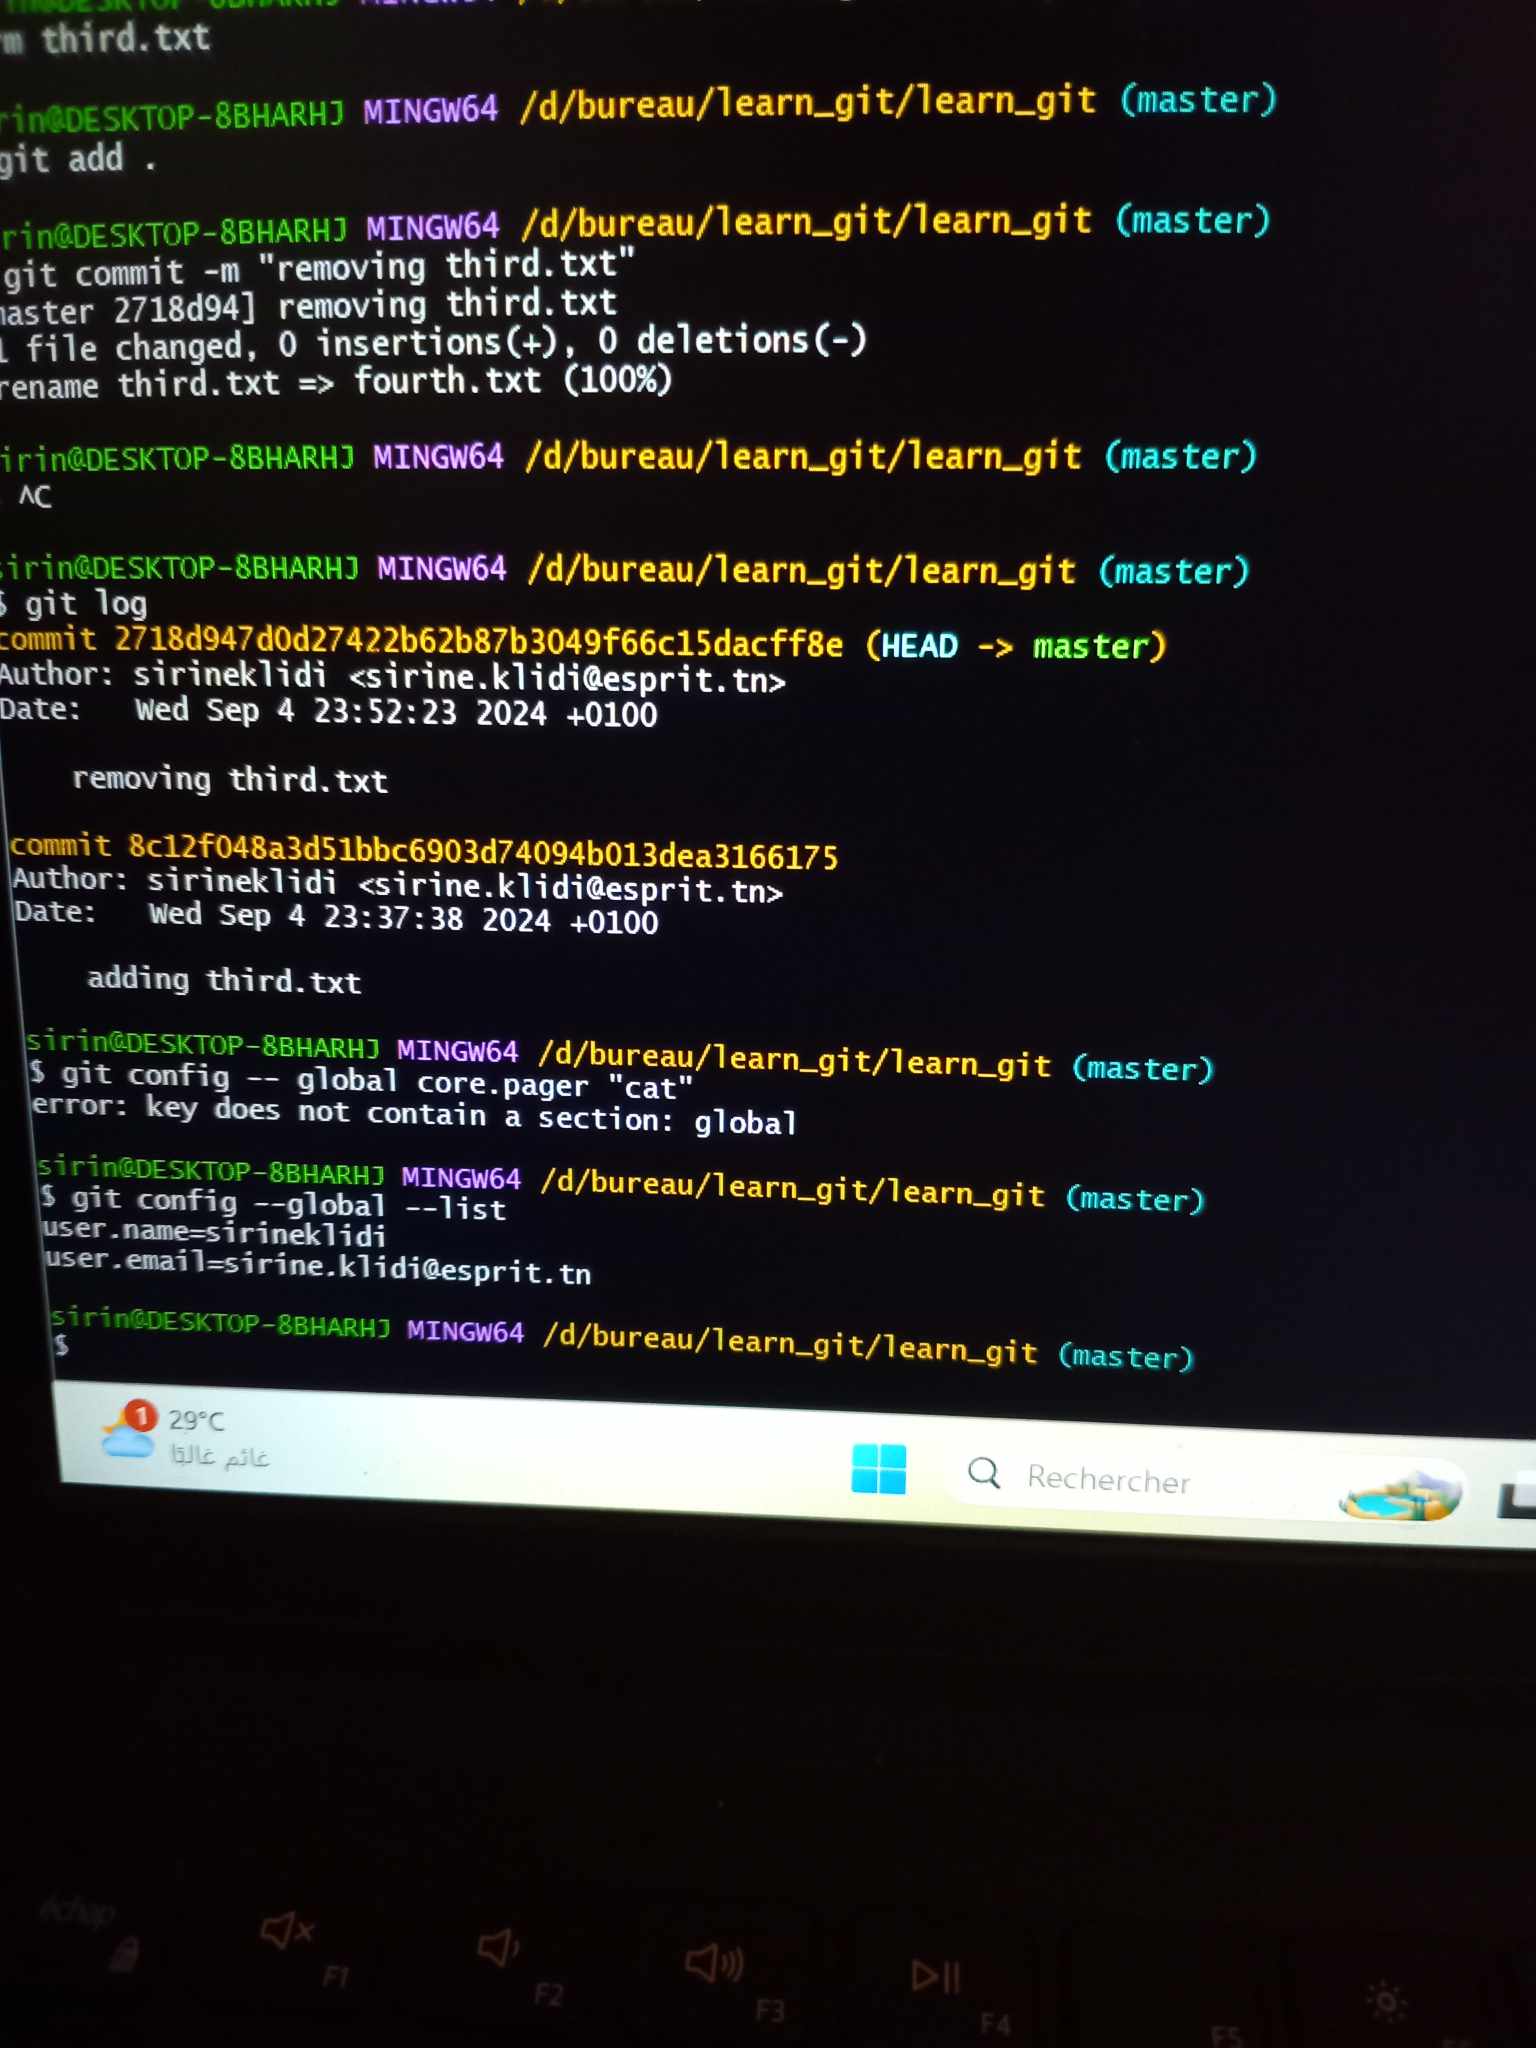 rm third.txt
rin@DESKTOP-8BHARHJ MINGW64 /d/bureau/learn_git/learn_git (master)
git add .
rin@DESKTOP-8BHARHJ MINGW64 /d/bureau/learn_git/learn_git (master)
git commit -m "removing third.txt"
master 2718d94] removing third.txt
1 file changed, 0 insertions(+), 0 deletions(-)
rename third.txt => fourth.txt (100%)
irin@DESKTOP-8BHARHJ MINGW64 /d/bureau/learn_git/learn_git (master)
^C
sirin@DESKTOP-8BHARHJ MINGW64 /d/bureau/learn_git/learn_git (master)
$ git log
commit 2718d947d0d27422b62b87b3049f66c15dacff8e (HEAD -> master)
Author: sirineklidi <sirine.klidi@esprit.tn>
Date:   Wed Sep 4 23:52:23 2024 +0100
removing third.txt
commit 8c12f048a3d51bbc6903d74094b013dea3166175
Author: sirineklidi <sirine.klidi@esprit.tn>
Date:   Wed Sep 4 23:37:38 2024 +0100
adding third.txt
sirin@DESKTOP-8BHARHJ MINGW64 /d/bureau/learn_git/learn_git (master)
$ git config -- global core.pager "cat"
error: key does not contain a section: global
sirin@DESKTOP-8BHARHJ MINGW64 /d/bureau/learn_git/learn_git (master)
$ git config --global --list
user.name=sirineklidi
user.email=sirine.klidi@esprit.tn
sirin@DESKTOP-8BHARHJ MINGW64 /d/bureau/learn_git/learn_git (master)
$
1
29°C
غائم غالبًا
Rechercher
échap
F1
F2
F3
F4
F5